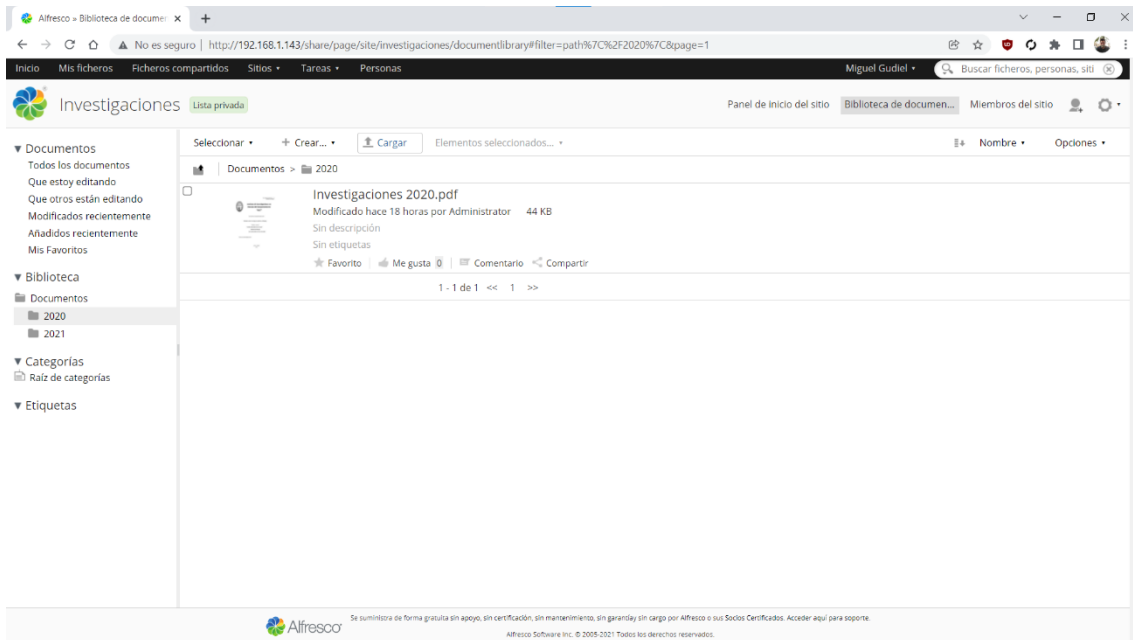 Alfresco » Biblioteca de documen
No es seguro | http://192.168.1.143/share/page/site/investigaciones/documentlibrary#filter=path%7C%2F2020%7C&page=1
Inicio Mis ficheros Ficheros compartidos Sitios Tareas Personas Miguel Gudiel Buscar ficheros, personas, siti
Investigaciones Lista privada Panel de inicio del sitio Biblioteca de documen... Miembros del sitio
Seleccionar + Crear... Cargar Elementos seleccionados... Nombre Opciones
Documentos > 2020
Documentos
Todos los documentos
Que estoy editando
Que otros están editando
Modificados recientemente
Añadidos recientemente
Mis Favoritos
Biblioteca
Documentos
2020
2021
Categorías
Raíz de categorías
Etiquetas
Investigaciones 2020.pdf
Modificado hace 18 horas por Administrator 44 KB
Sin descripción
Sin etiquetas
Favorito Me gusta 0 Comentario Compartir
1 - 1 de 1 << 1 >>
Alfresco
Se suministra de forma gratuita sin apoyo, sin certificación, sin mantenimiento, sin garantíay sin cargo por Alfresco o sus Socios Certificados. Acceder aquí para soporte.
Alfresco Software Inc. © 2005-2021 Todos los derechos reservados.